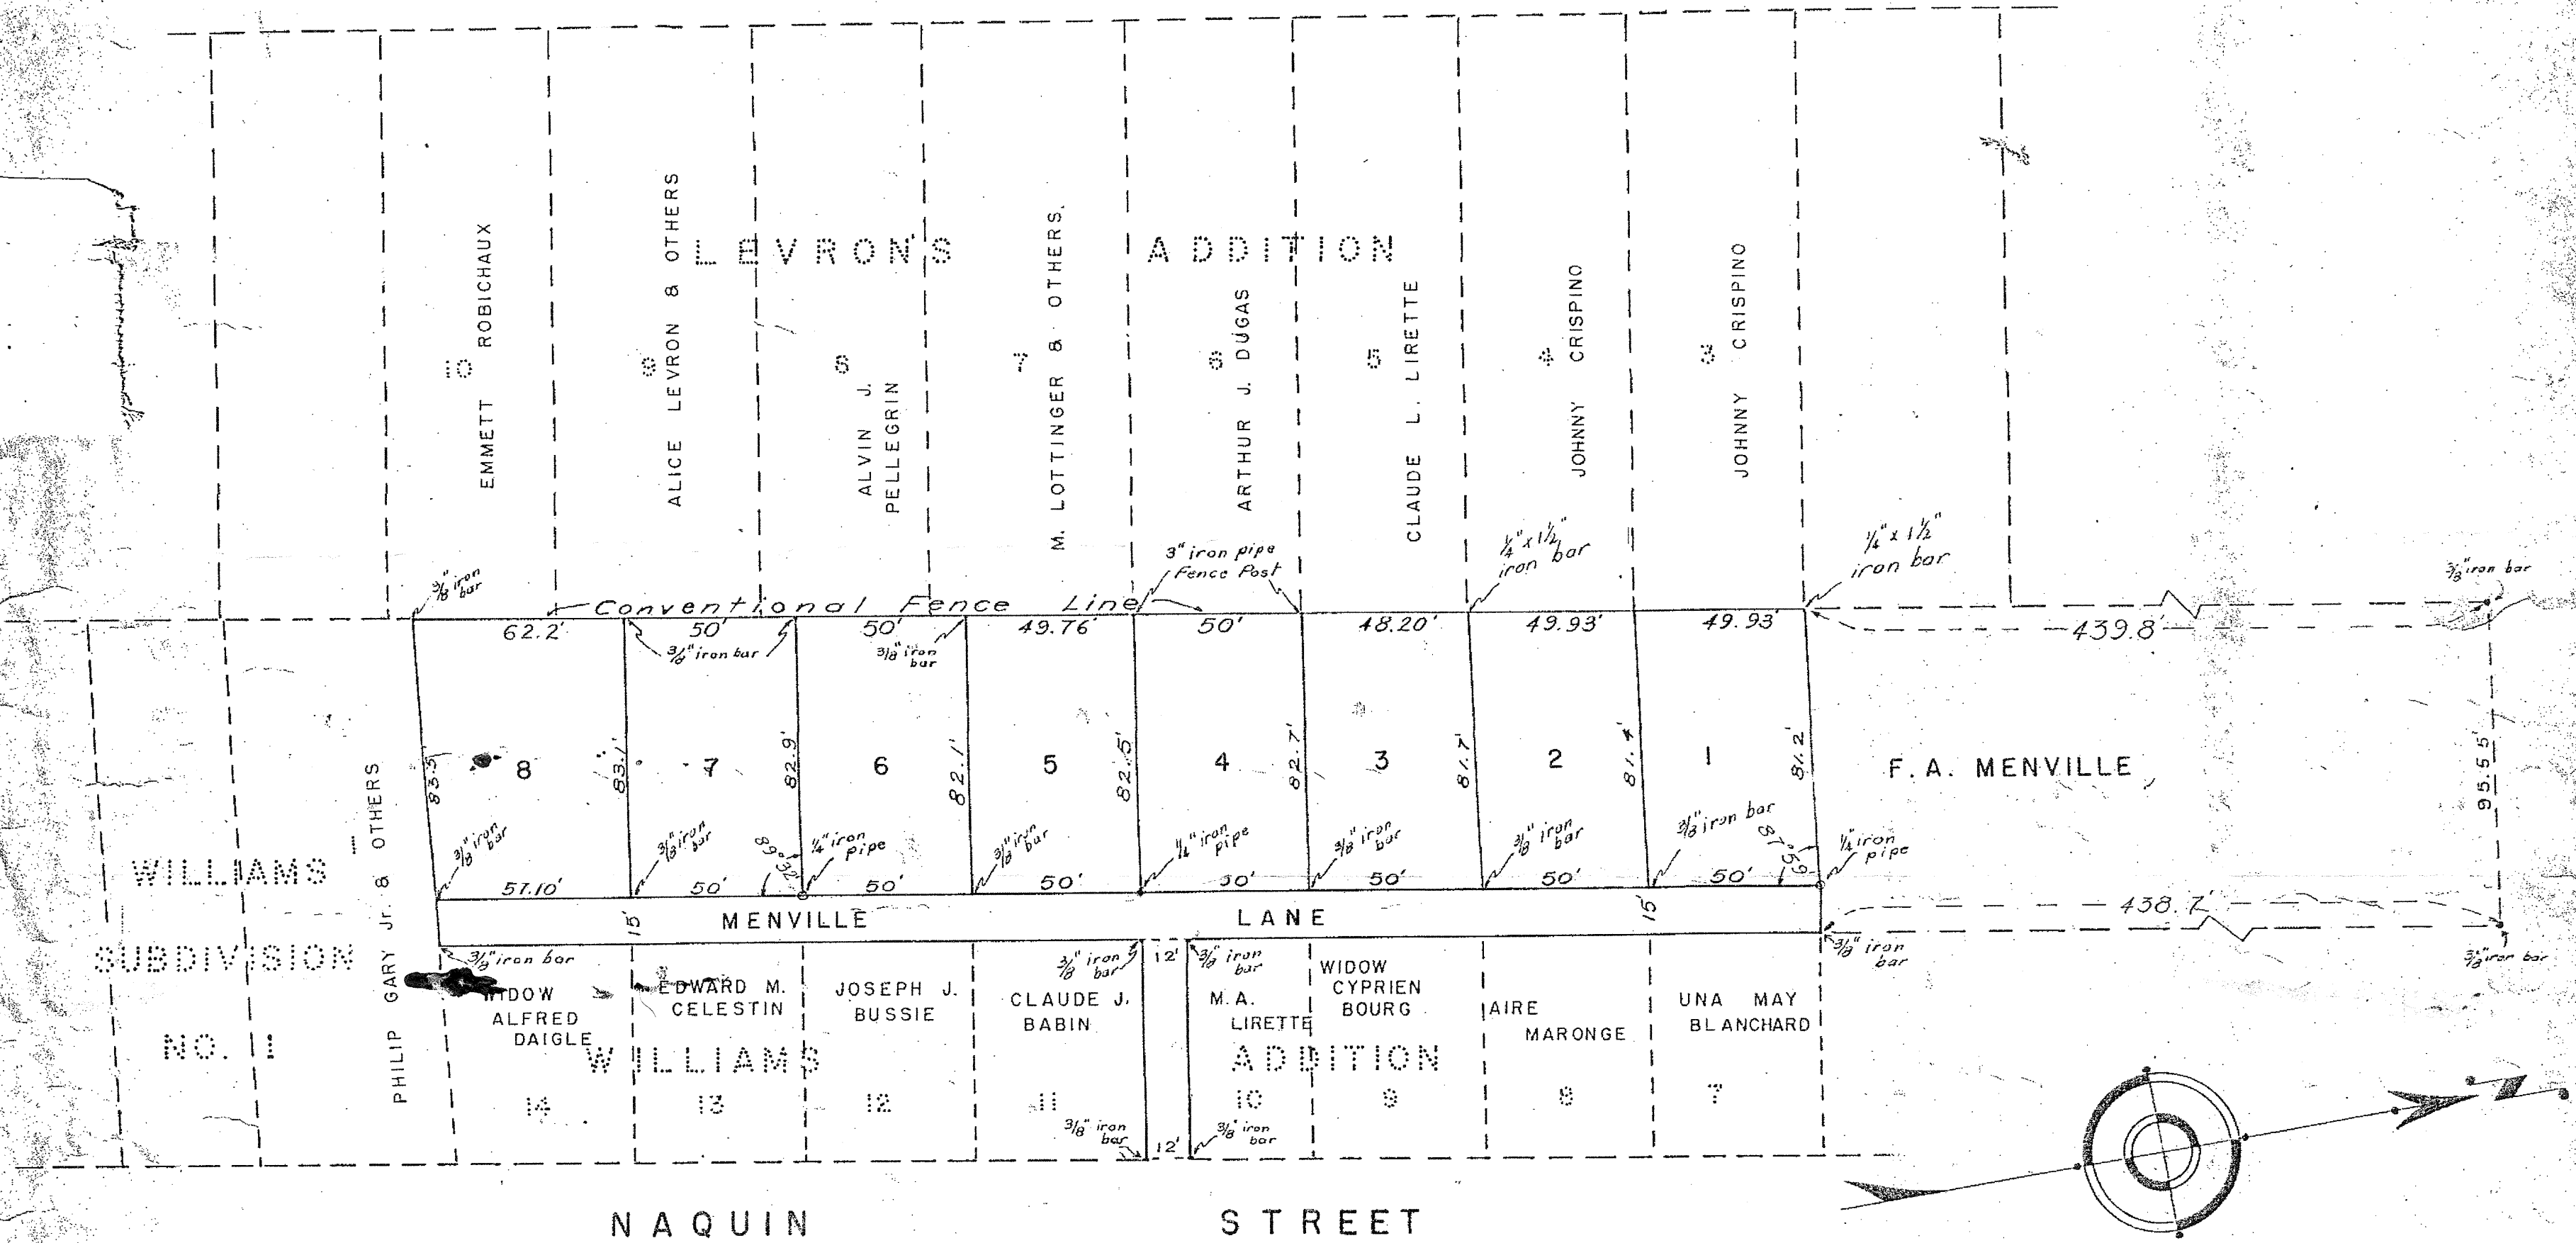 LEVRON'S ADDITION
10
EMMETT ROBICHAUX
9
ALICE LEVRON & OTHERS
8
ALVIN J.
PELLEGRIN
7
M. LOTTINGER & OTHERS.
6
ARTHUR J. DUGAS
5
CLAUDE L. LIRETTE
4
JOHNNY CRISPINO
3
JOHNNY CRISPINO
3/8" iron
bar
3" iron pipe
Fence Post
1/4" x 1 1/2"
iron bar
1/4" x 1 1/2"
iron bar
3/8" iron bar
Conventional Fence Line
62.2'
50'
50'
49.76'
50'
48.20'
49.93'
49.93'
439.8'
3/8" iron bar
3/8" iron
bar
83.5'
8
83.1'
7
82.9'
6
82.1'
5
82.5'
4
82.7'
3
81.7'
2
81.4'
1
81.2'
F. A. MENVILLE
95.55'
3/8" iron
bar
3/8" iron
bar
89°32'
1/4" iron
pipe
3/8" iron
bar
1/4" iron
pipe
3/8" iron
bar
3/8" iron
bar
3/8" iron bar
87°59'
1/4" iron
pipe
57.10'
50'
50'
50'
50'
50'
50'
50'
15'
MENVILLE LANE
15'
438.7'
WILLIAMS
SUBDIVISION
NO. 1
PHILIP GARY Jr. & OTHERS
3/8" iron bar
3/8" iron
bar
12'
3/8" iron
bar
3/8" iron
bar
3/8" iron bar
WIDOW
ALFRED
DAIGLE
EDWARD M.
CELESTIN
JOSEPH J.
BUSSIE
CLAUDE J.
BABIN
M. A.
LIRETTE
WIDOW
CYPRIEN
BOURG
AIRE
MARONGE
UNA MAY
BLANCHARD
WILLIAMS ADDITION
14
13
12
11
10
9
8
7
3/8" iron
bar
12'
3/8" iron
bar
NAQUIN STREET